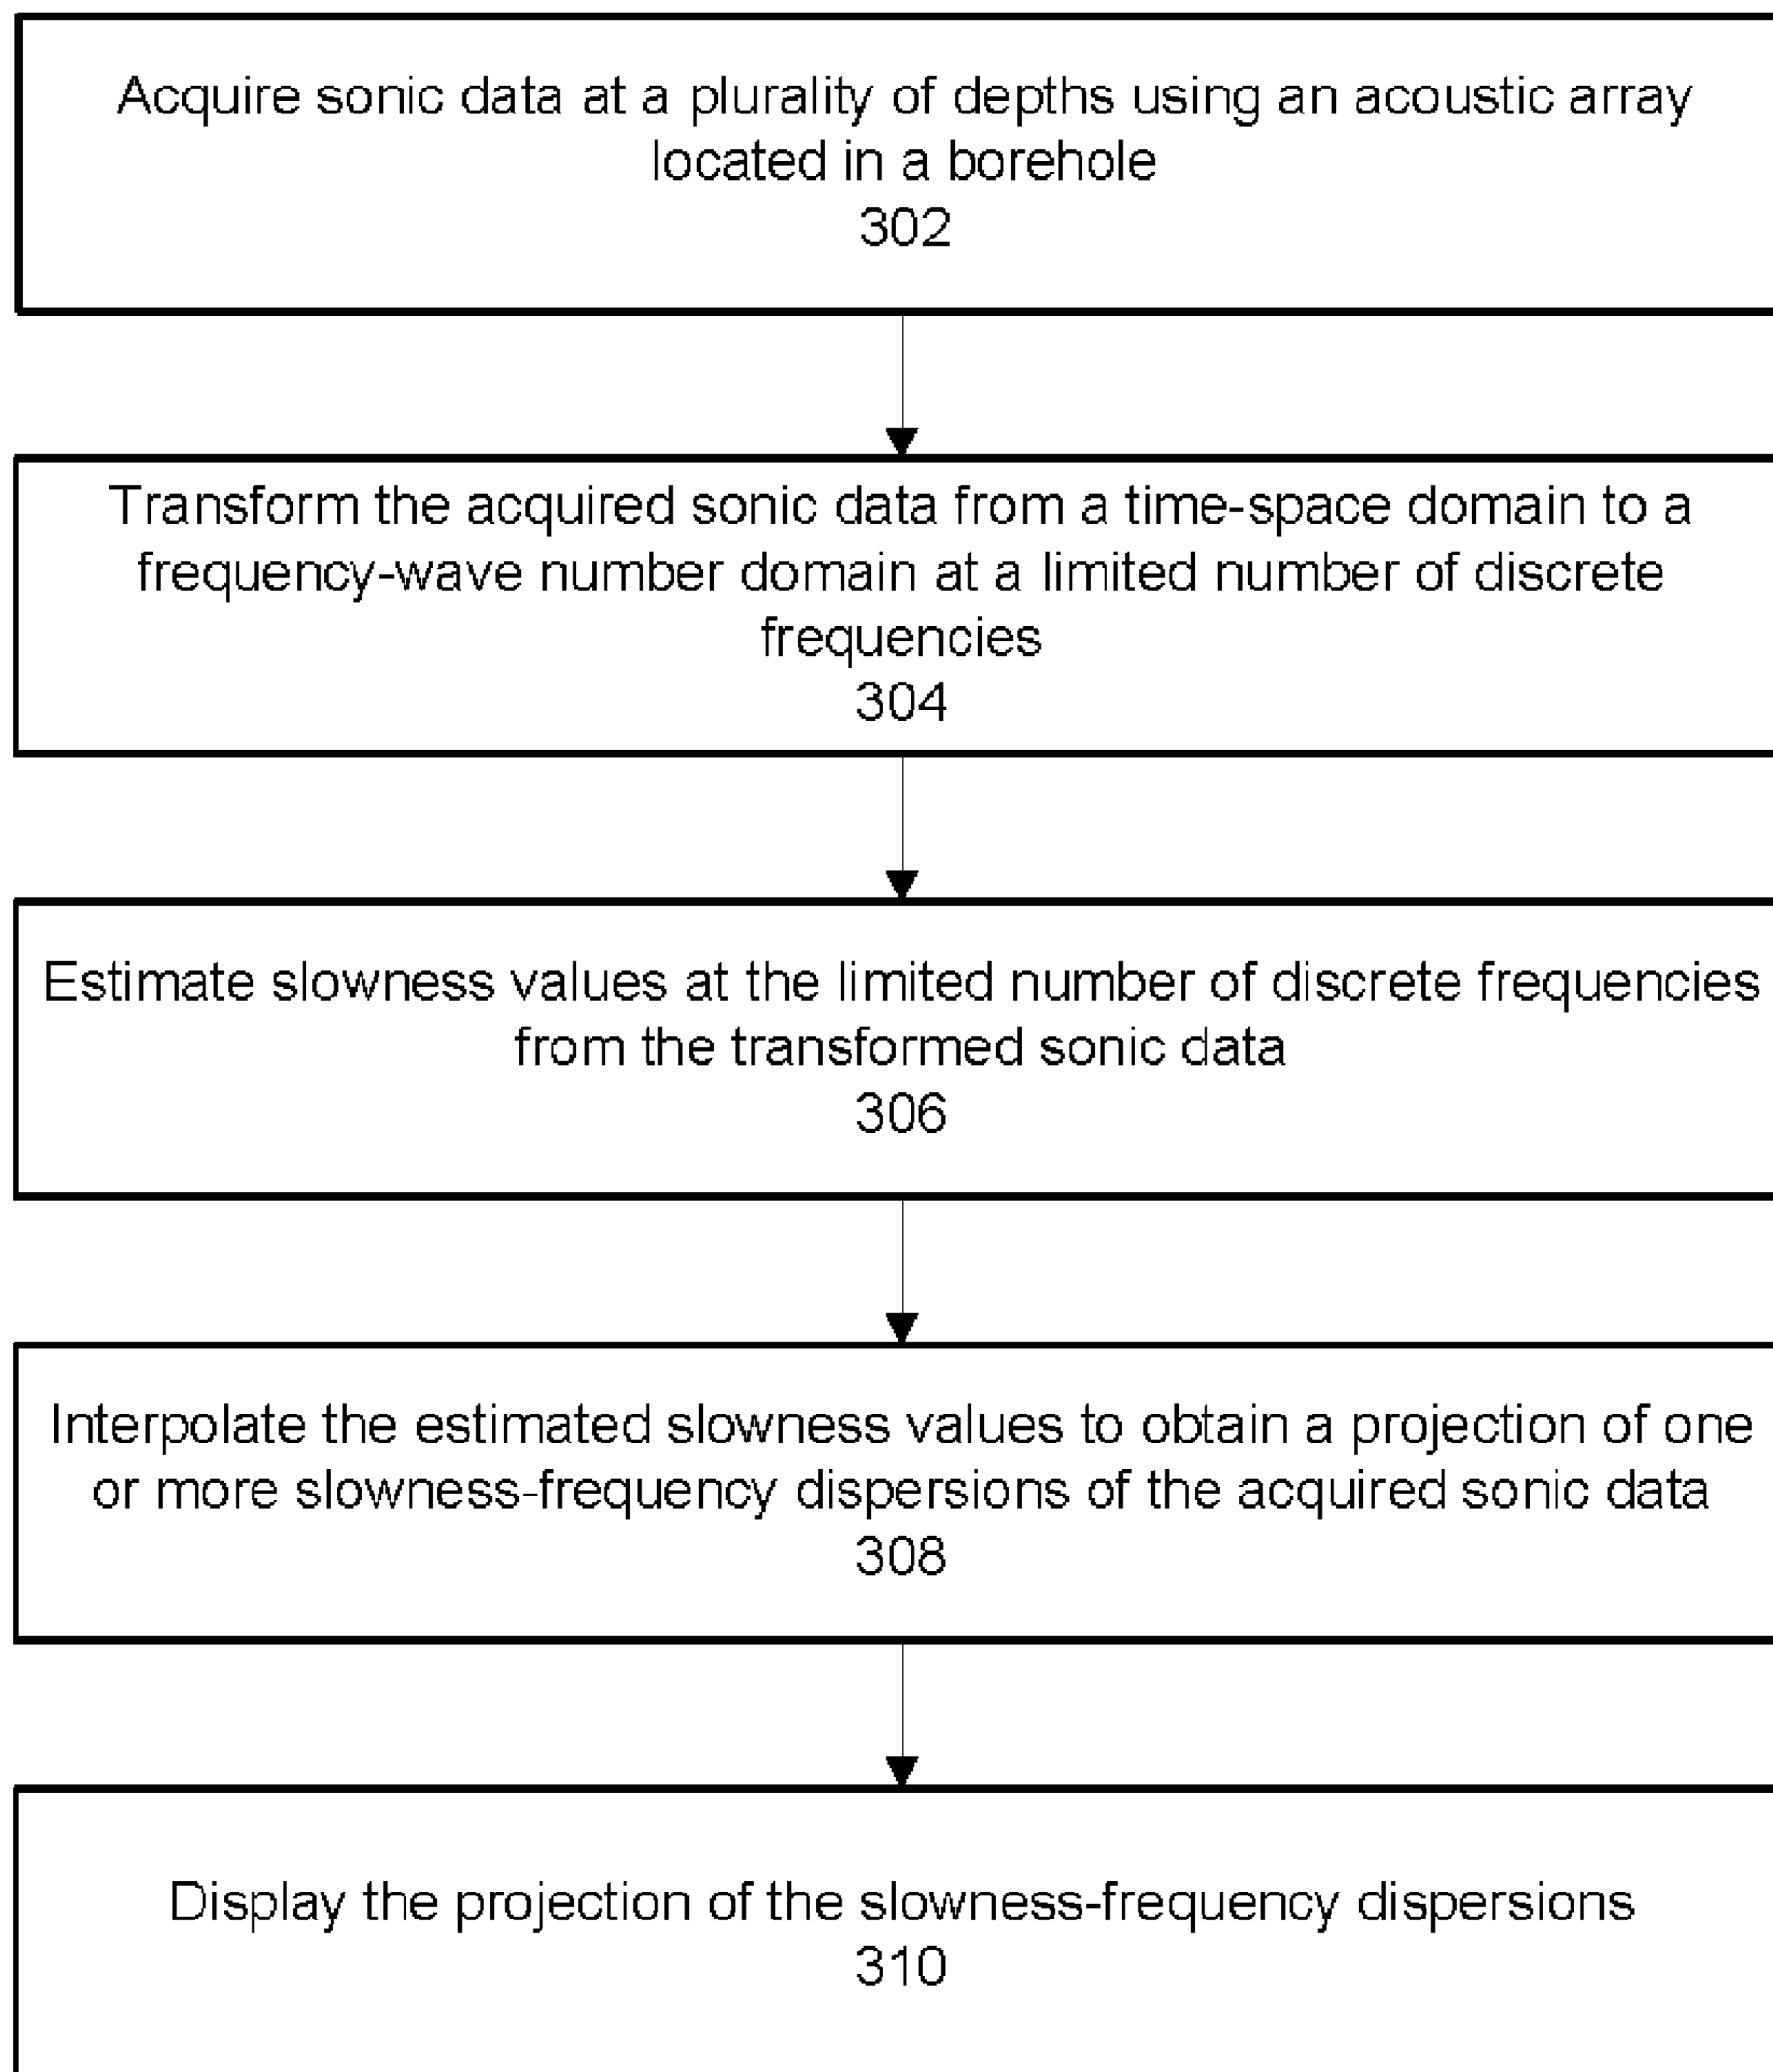 Acquire sonic data at a plurality of depths using an acoustic array
located in a borehole
302
Transform the acquired sonic data from a time-space domain to a
frequency-wave number domain at a limited number of discrete
frequencies
304
Estimate slowness values at the limited number of discrete frequencies
from the transformed sonic data
306
Interpolate the estimated slowness values to obtain a projection of one
or more slowness-frequency dispersions of the acquired sonic data
308
Display the projection of the slowness-frequency dispersions
310